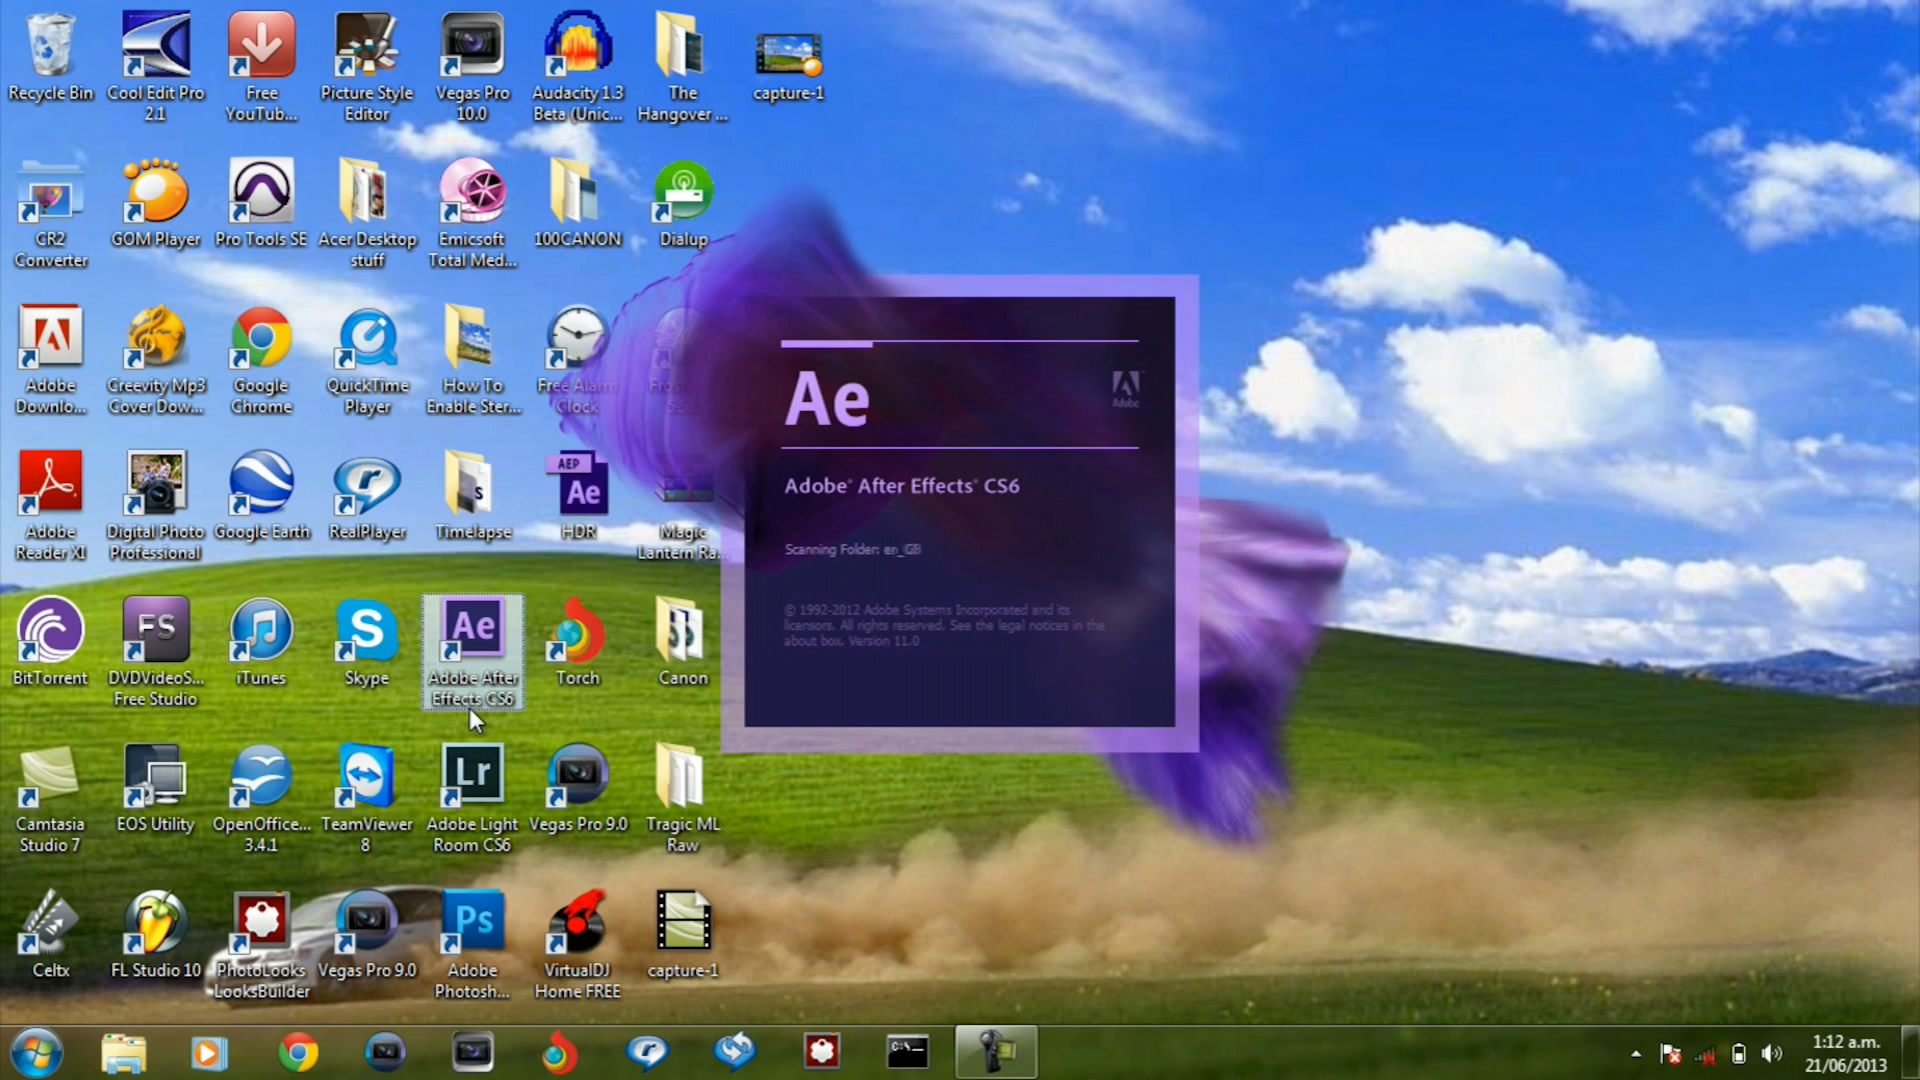 Recycle Bin
Cool Edit Pro
2.1
Free
YouTub...
Picture Style
Editor
Vegas Pro
10.0
Audacity 1.3
Beta (Unic...
The
Hangover ...
capture-1
CR2
Converter
GOM Player
Pro Tools SE
Acer Desktop
stuff
Emicsoft
Total Med...
100CANON
Dialup
Adobe
Downlo...
Creevity Mp3
Cover Dow...
Google
Chrome
QuickTime
Player
How To
Enable Ster...
Free Alarm
Clock
Adobe
Reader XI
Digital Photo
Professional
Google Earth
RealPlayer
Timelapse
AEP
Ae
HDR
Magic
Lantern Ra...
Ae
Adobe
Adobe® After Effects® CS6
Scanning Folder: en_GB
© 1992-2012 Adobe Systems Incorporated and its
licensors. All rights reserved. See the legal notices in the
about box. Version 11.0
BitTorrent
FS
DVDVideoS...
Free Studio
iTunes
S
Skype
Ae
Adobe After
Effects CS6
Torch
Canon
Camtasia
Studio 7
EOS Utility
OpenOffice...
3.4.1
TeamViewer
8
Lr
Adobe Light
Room CS6
Vegas Pro 9.0
Tragic ML
Raw
Celtx
FL Studio 10
PhotoLooks
LooksBuilder
Vegas Pro 9.0
Ps
Adobe
Photosh...
VirtualDJ
Home FREE
capture-1
C:\_
1:12 a.m.
21/06/2013